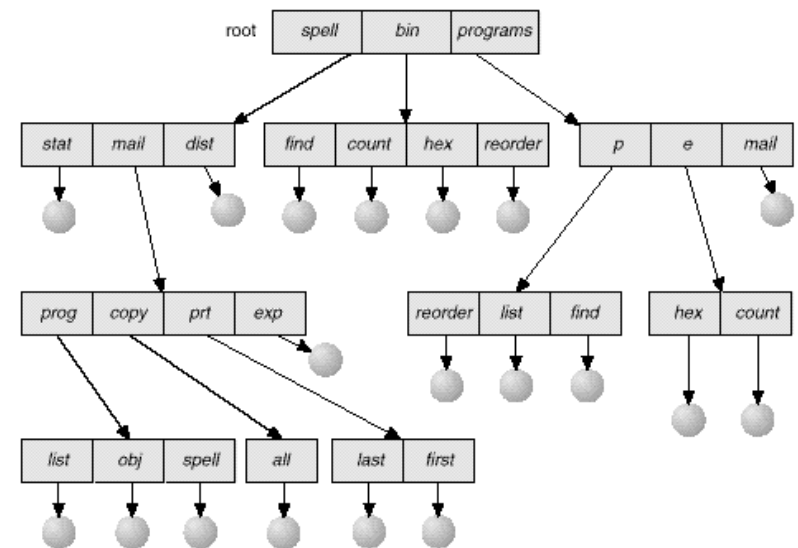 root spell bin programs
stat mail dist find count hex reorder p e mail
prog copy prt exp reorder list find hex count
list obj spell all last first